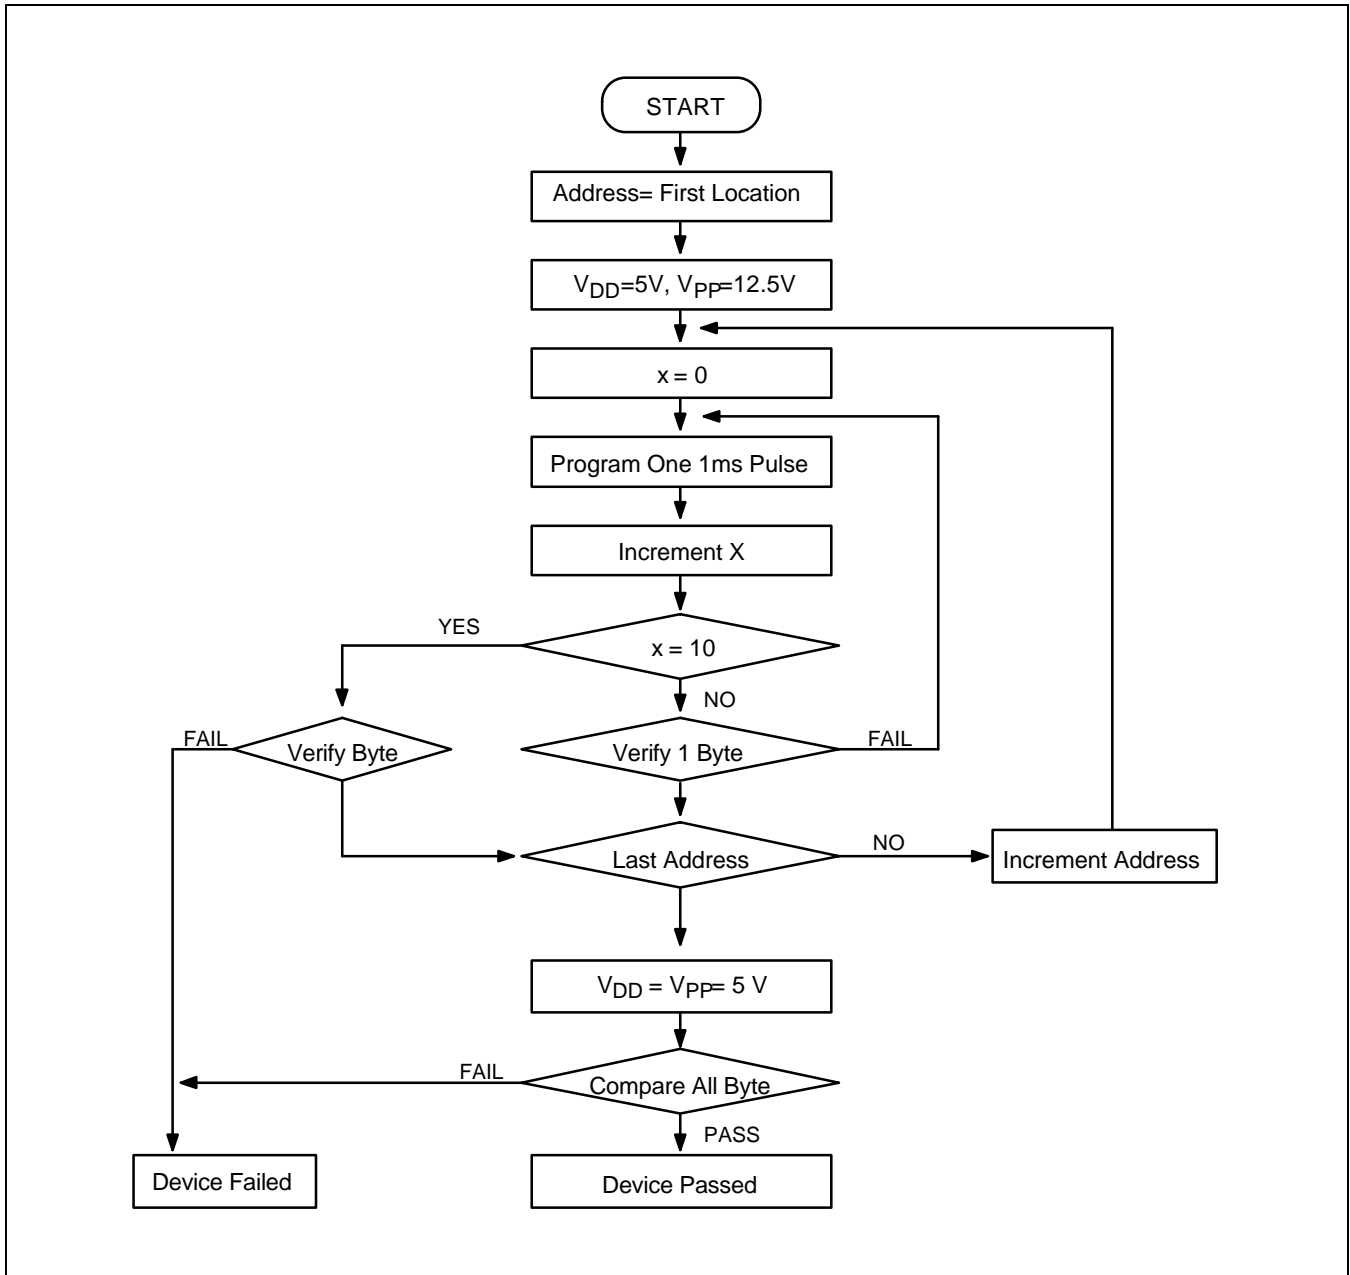 START
Address= First Location
VDD=5V, VPP=12.5V
x = 0
Program One 1ms Pulse
Increment X
YES
x = 10
NO
FAIL
Verify Byte
Verify 1 Byte
FAIL
Last Address
NO
Increment Address
VDD = VPP= 5 V
FAIL
Compare All Byte
PASS
Device Failed
Device Passed